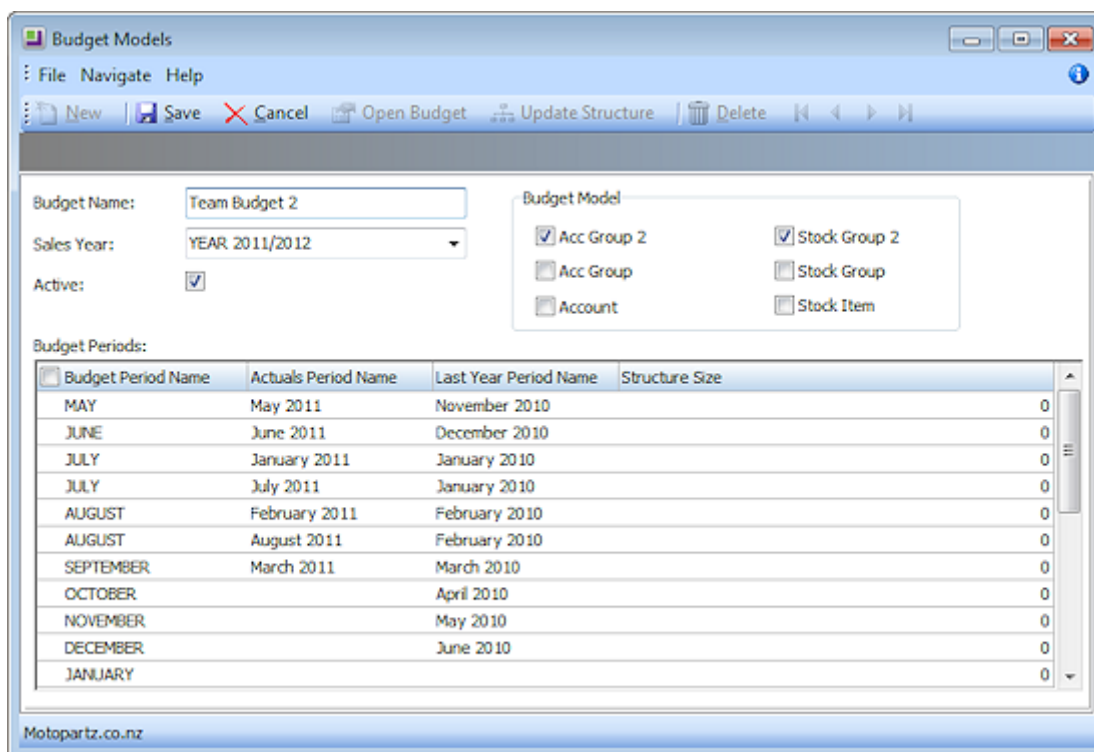 Budget Models
File Navigate Help
New Save Cancel Open Budget Update Structure Delete
Budget Name: Team Budget 2
Sales Year: YEAR 2011/2012
Active:
Budget Model
Acc Group 2 Stock Group 2
Acc Group Stock Group
Account Stock Item
Budget Periods:
Budget Period Name Actuals Period Name Last Year Period Name Structure Size
MAY May 2011 November 2010 0
JUNE June 2011 December 2010 0
JULY January 2011 January 2010 0
JULY July 2011 January 2010 0
AUGUST February 2011 February 2010 0
AUGUST August 2011 February 2010 0
SEPTEMBER March 2011 March 2010 0
OCTOBER April 2010 0
NOVEMBER May 2010 0
DECEMBER June 2010 0
JANUARY 0
Motopartz.co.nz